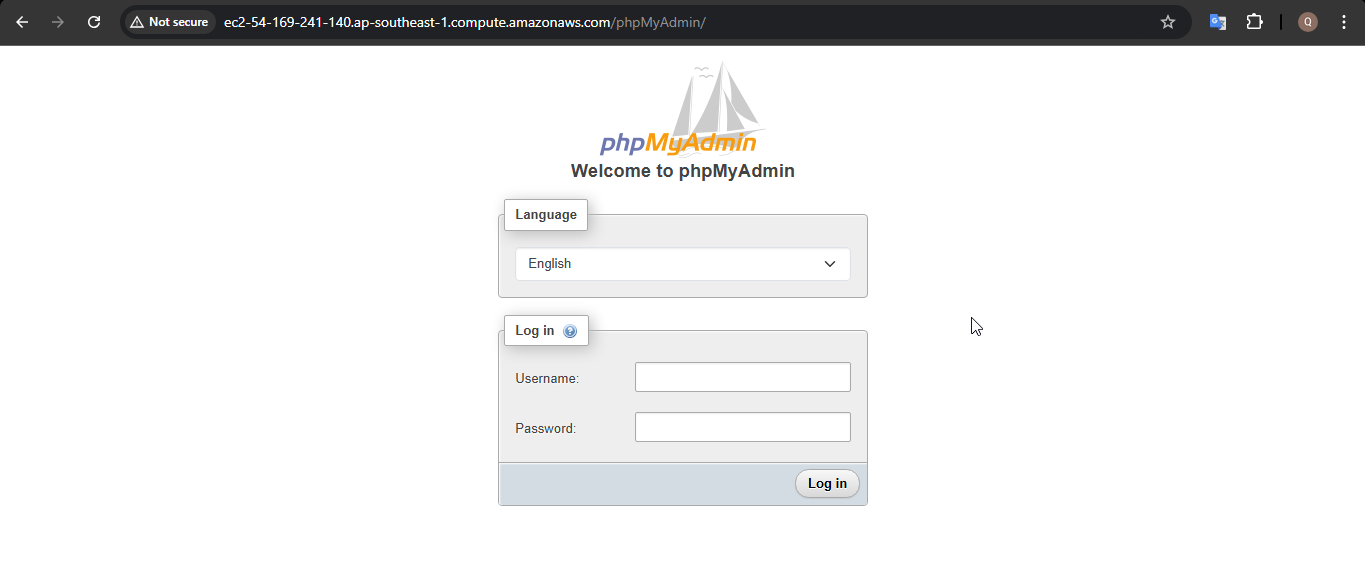 Not secure ec2-54-169-241-140.ap-southeast-1.compute.amazonaws.com/phpMyAdmin/ G Q
phpMyAdmin
Welcome to phpMyAdmin
Language
English
Log in ?
Username:
Password:
Log in